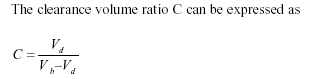 The clearance volume ratio C can be expressed as
C = V_d / (V_b–V_d)